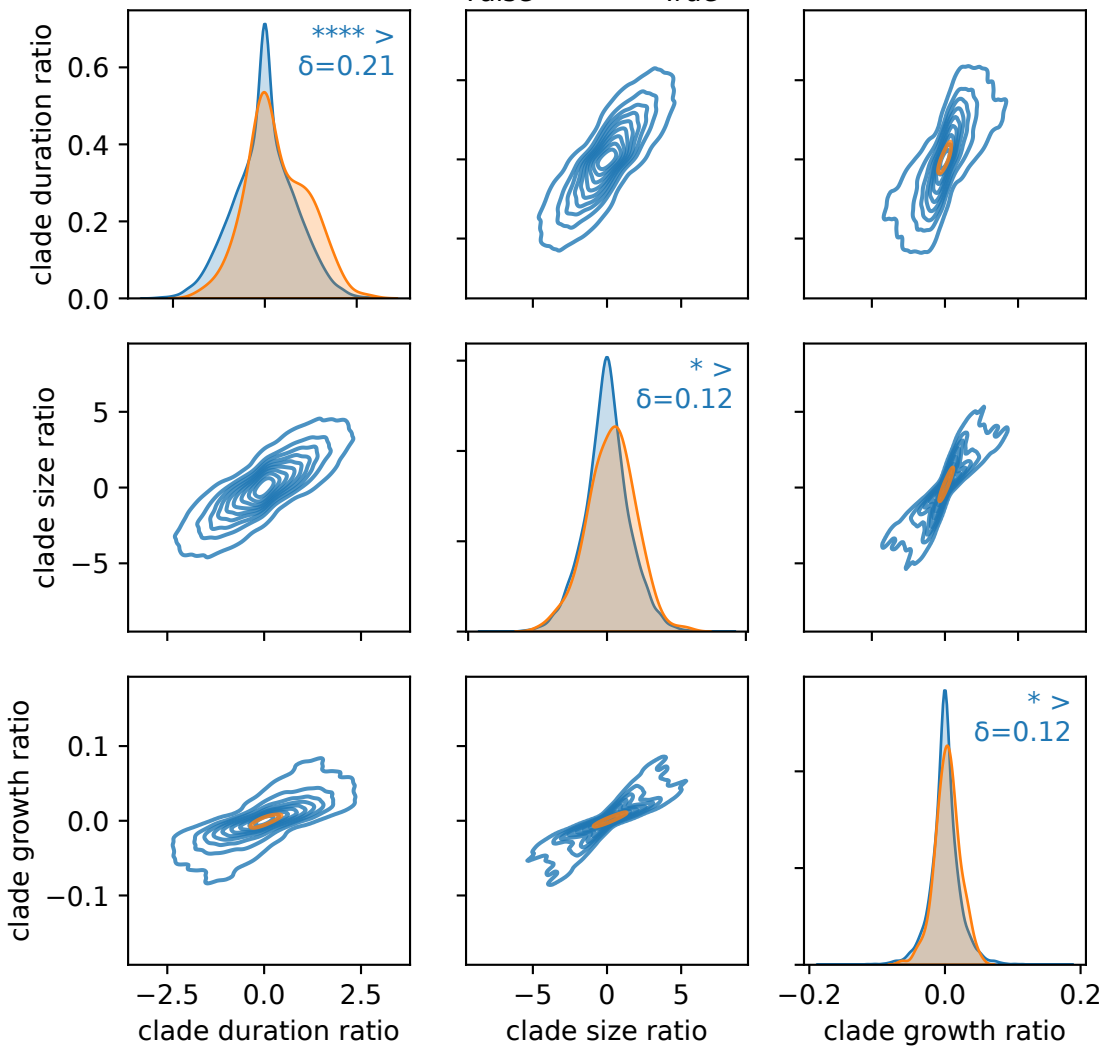 **** >
δ=0.21
clade duration ratio
0.6
0.4
0.2
0.0
* >
δ=0.12
clade size ratio
5
0
−5
* >
δ=0.12
clade growth ratio
0.1
0.0
−0.1
−2.5 0.0 2.5
−5 0 5
−0.2 0.0 0.2
clade duration ratio
clade size ratio
clade growth ratio